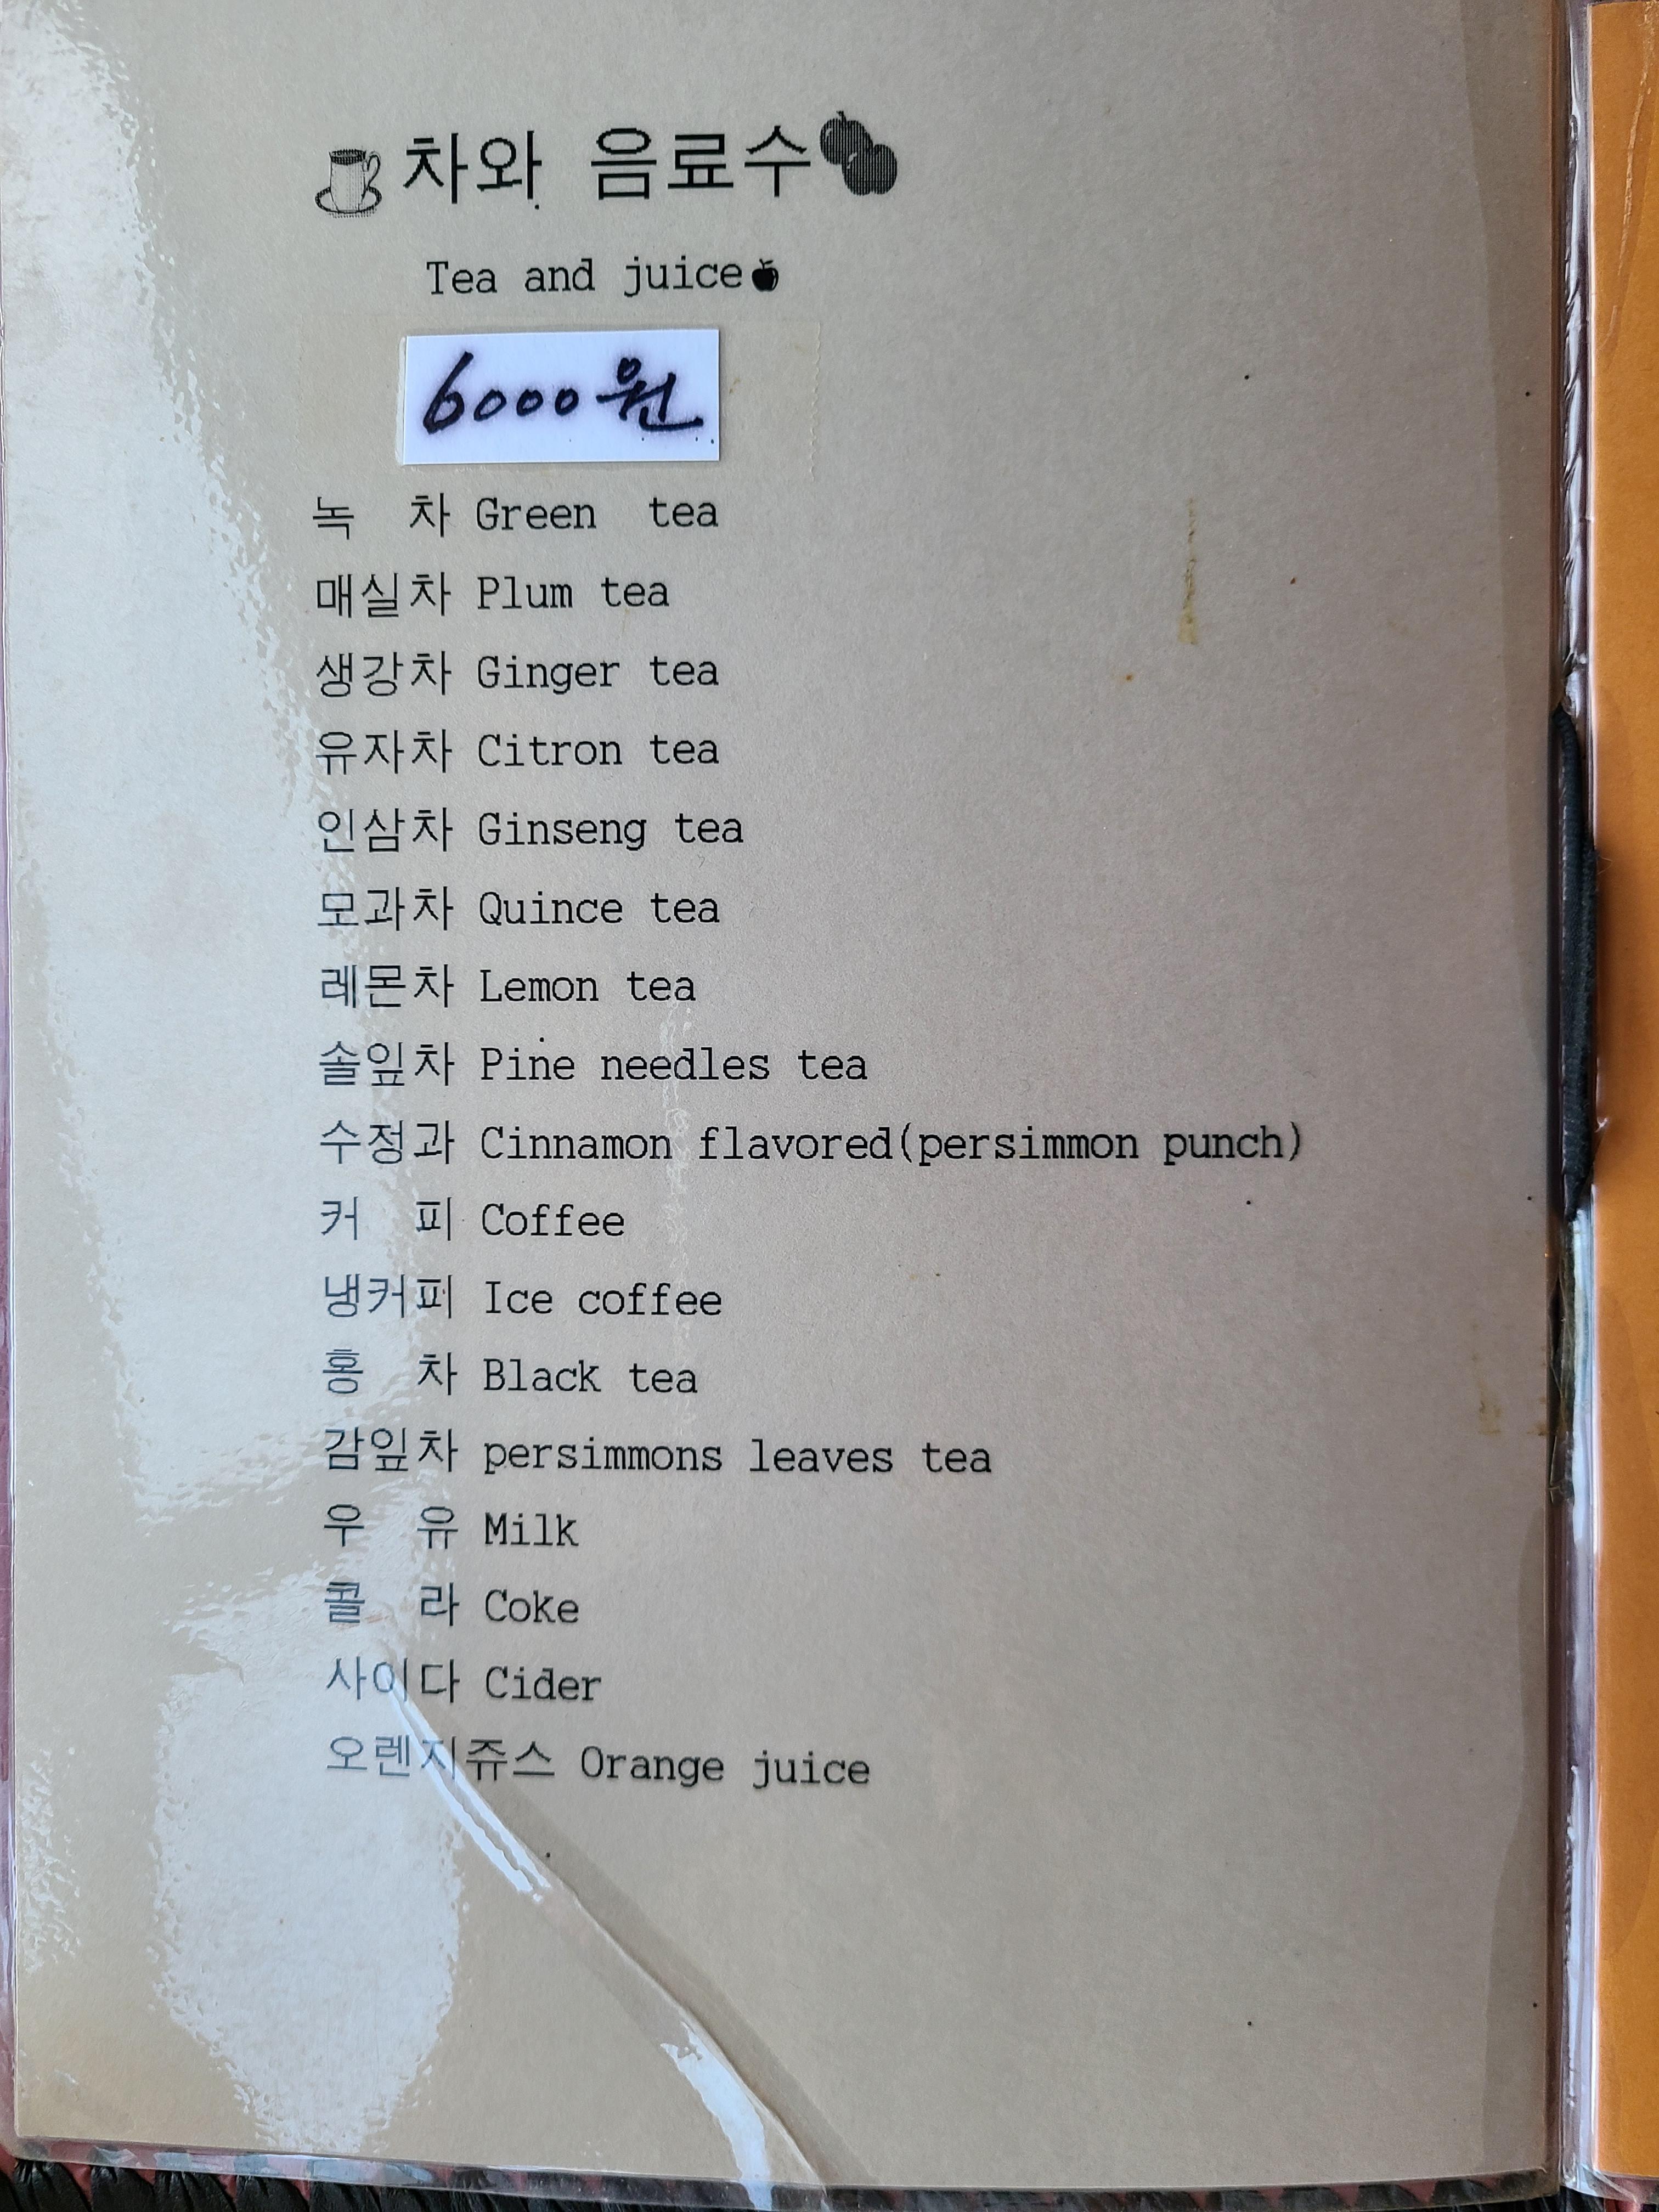 차와 음료수
Tea and juice
6000원
녹 차 Green tea
매실차 Plum tea
생강차 Ginger tea
유자차 Citron tea
인삼차 Ginseng tea
모과차 Quince tea
레몬차 Lemon tea
솔잎차 Pine needles tea
수정과 Cinnamon flavored(persimmon punch)
커 피 Coffee
냉커피 Ice coffee
홍 차 Black tea
감잎차 persimmons leaves tea
우 유 Milk
콜 라 Coke
사이다 Cider
오렌지쥬스 Orange juice